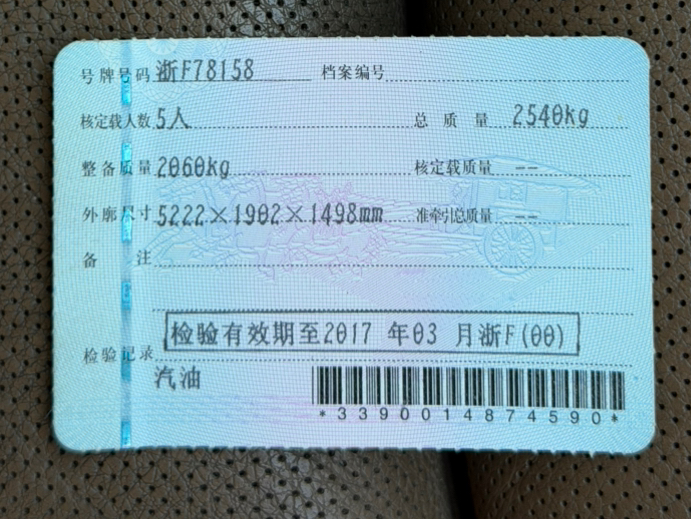 号牌号码 浙F78158 档案编号
核定载人数 5人 总质量 2540kg
整备质量 2060kg 核定载质量 --
外廓尺寸 5222×1902×1498mm 准牵引总质量 --
备注
检验有效期至2017 年03 月浙F(00)
检验记录
汽油
*3390014874590*